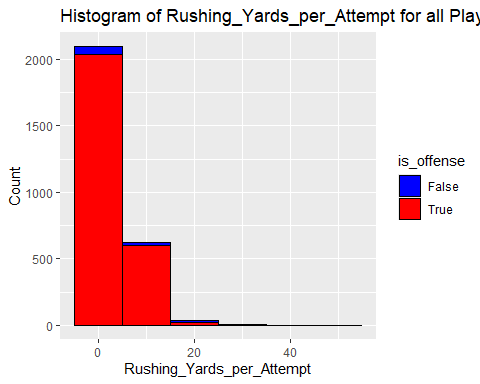 Histogram of Rushing_Yards_per_Attempt for all Play
2000
1500
1000
500
0
Count
0
20
40
Rushing_Yards_per_Attempt
is_offense
False
True